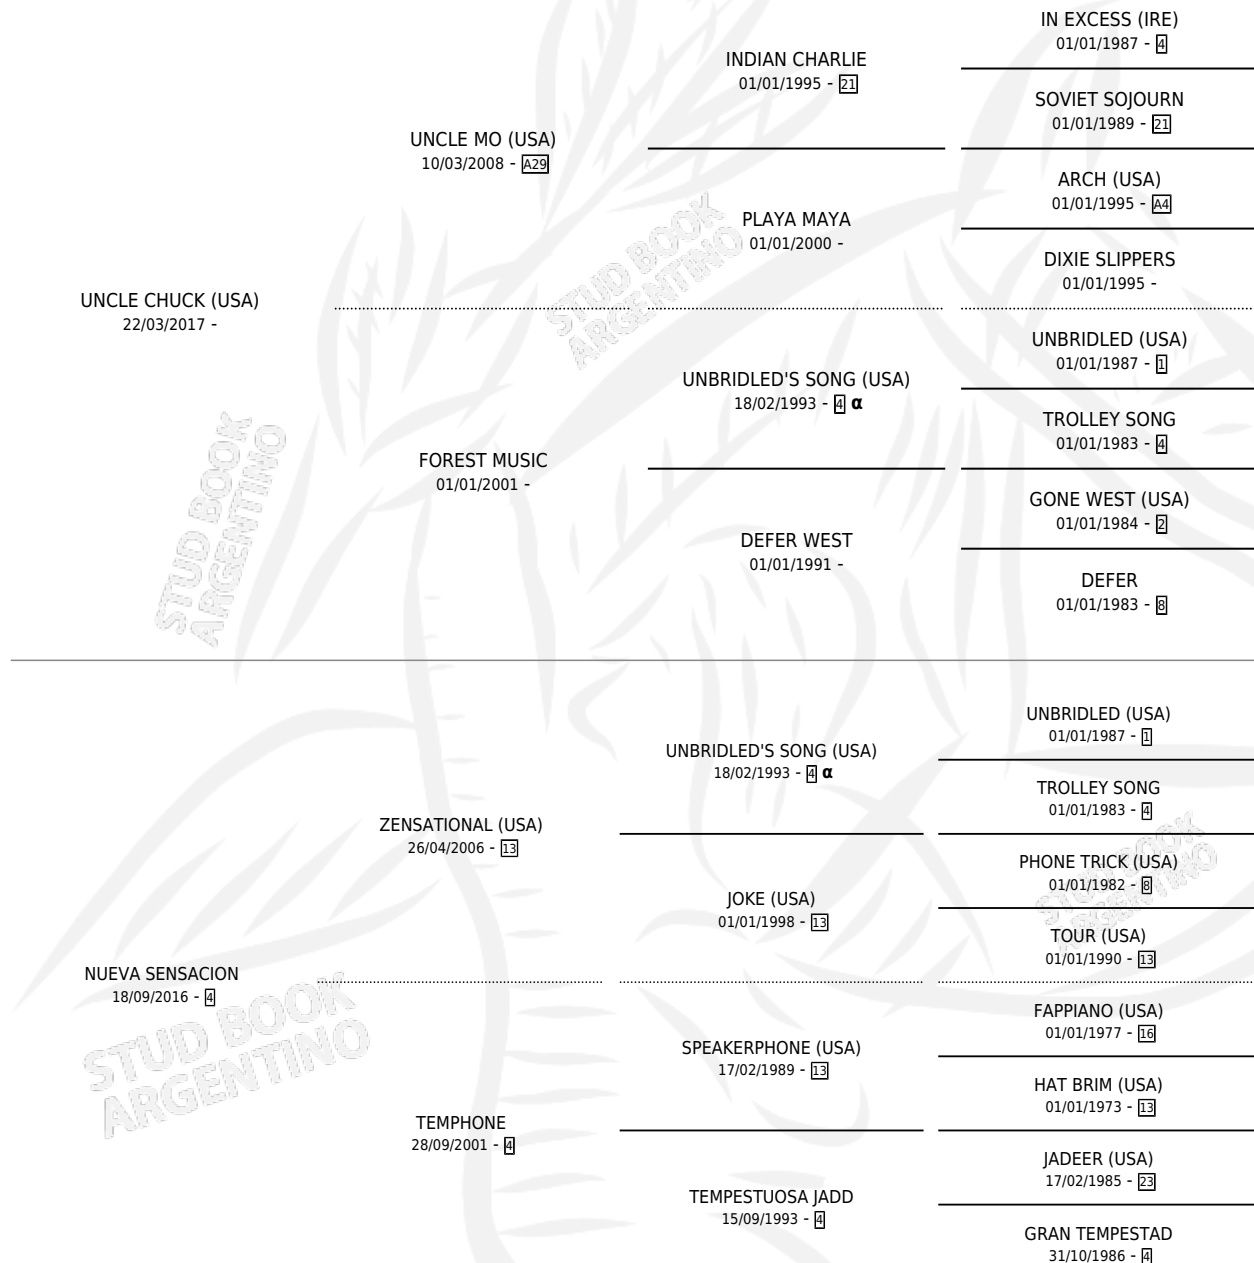 IN EXCESS (IRE)
01/01/1987 - 4
INDIAN CHARLIE
01/01/1995 - 21
SOVIET SOJOURN
01/01/1989 - 21
UNCLE MO (USA)
10/03/2008 - A29
ARCH (USA)
01/01/1995 - A4
PLAYA MAYA
01/01/2000 -
DIXIE SLIPPERS
01/01/1995 -
STUD BOOK
ARGENTINO
UNCLE CHUCK (USA)
22/03/2017 -
UNBRIDLED (USA)
01/01/1987 - 1
UNBRIDLED'S SONG (USA)
18/02/1993 - 4 α
TROLLEY SONG
01/01/1983 - 4
FOREST MUSIC
01/01/2001 -
GONE WEST (USA)
01/01/1984 - 2
DEFER WEST
01/01/1991 -
DEFER
01/01/1983 - 8
STUD BOOK
ARGENTINO
UNBRIDLED (USA)
01/01/1987 - 1
UNBRIDLED'S SONG (USA)
18/02/1993 - 4 α
TROLLEY SONG
01/01/1983 - 4
ZENSATIONAL (USA)
26/04/2006 - 13
PHONE TRICK (USA)
01/01/1982 - 8
JOKE (USA)
01/01/1998 - 13
TOUR (USA)
01/01/1990 - 13
STUD BOOK
ARGENTINO
NUEVA SENSACION
18/09/2016 - 4
FAPPIANO (USA)
01/01/1977 - 16
SPEAKERPHONE (USA)
17/02/1989 - 13
HAT BRIM (USA)
01/01/1973 - 13
STUD BOOK
ARGENTINO
TEMPHONE
28/09/2001 - 4
JADEER (USA)
17/02/1985 - 23
TEMPESTUOSA JADD
15/09/1993 - 4
GRAN TEMPESTAD
31/10/1986 - 4